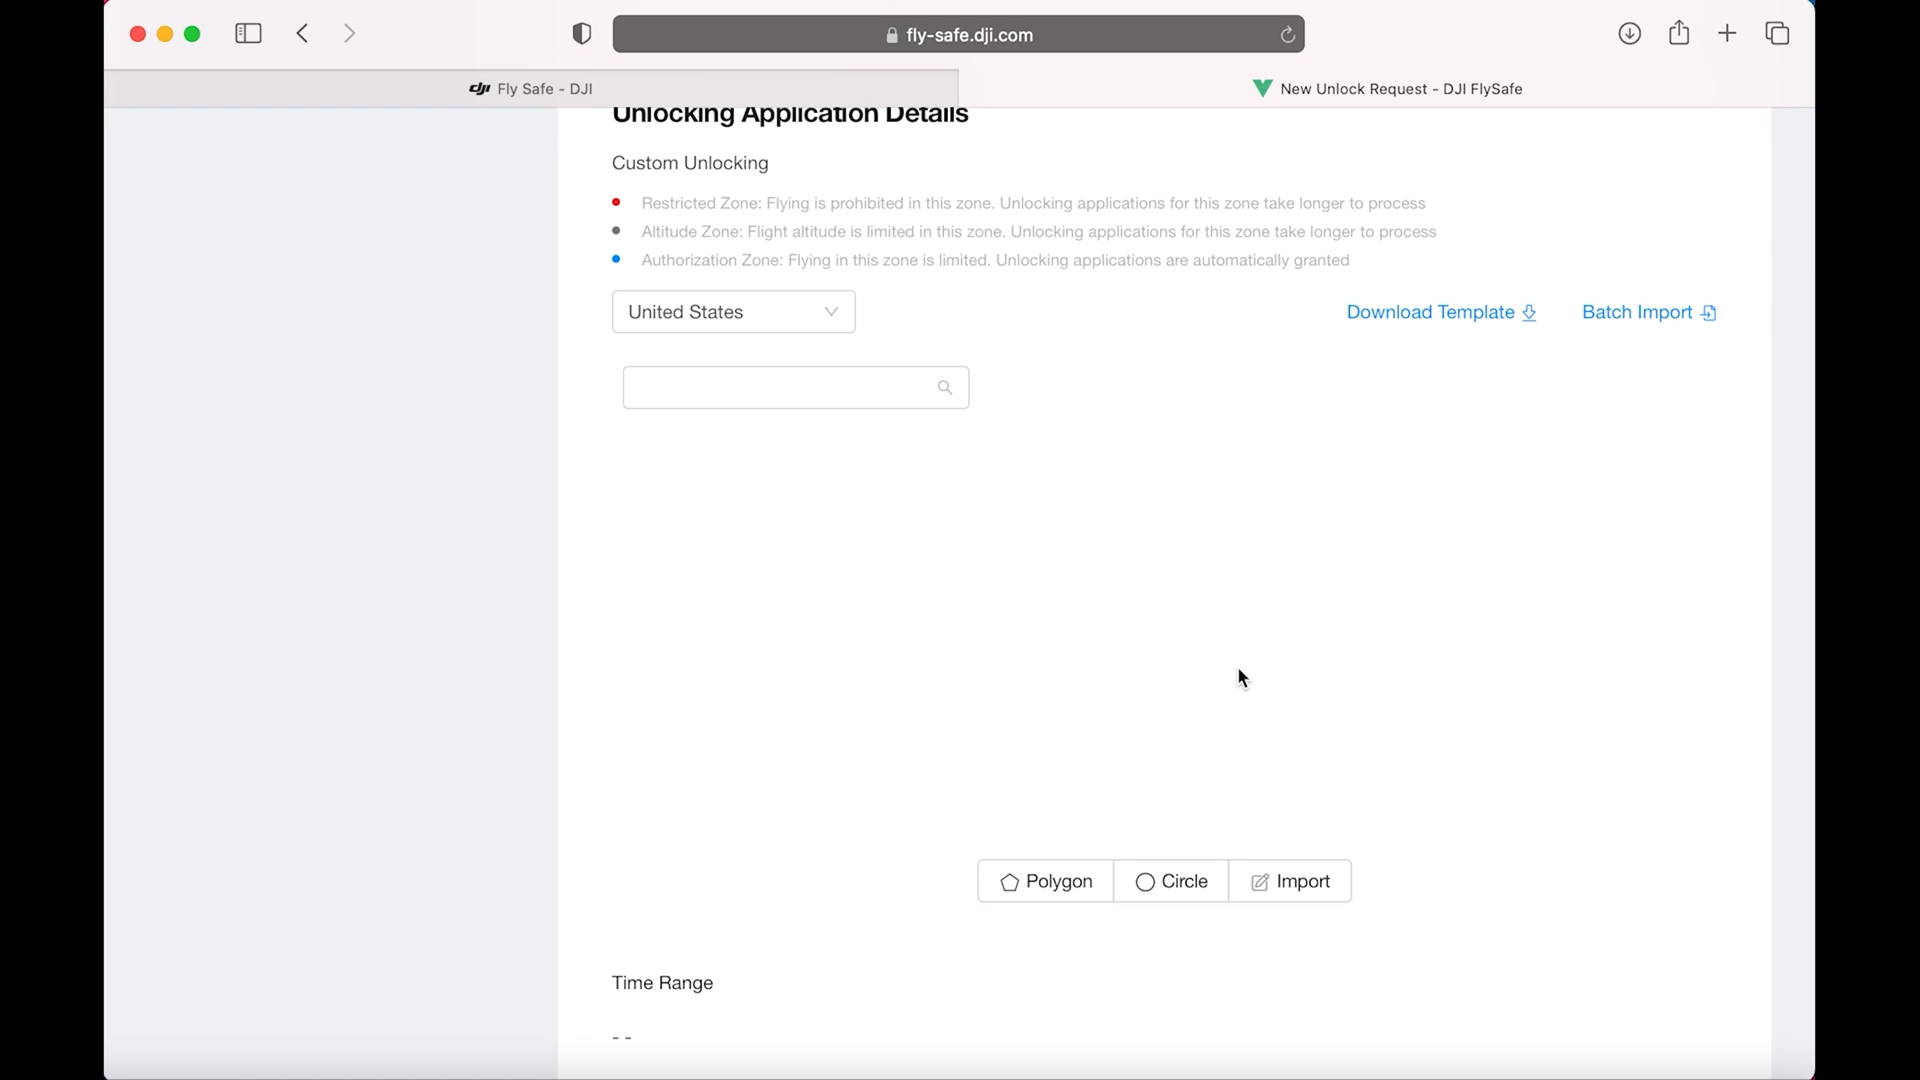 fly-safe.dji.com
dji Fly Safe - DJI
New Unlock Request - DJI FlySafe
Unlocking Application Details
Custom Unlocking
Restricted Zone: Flying is prohibited in this zone. Unlocking applications for this zone take longer to process
Altitude Zone: Flight altitude is limited in this zone. Unlocking applications for this zone take longer to process
Authorization Zone: Flying in this zone is limited. Unlocking applications are automatically granted
United States
Download Template
Batch Import
Polygon
Circle
Import
Time Range
- -